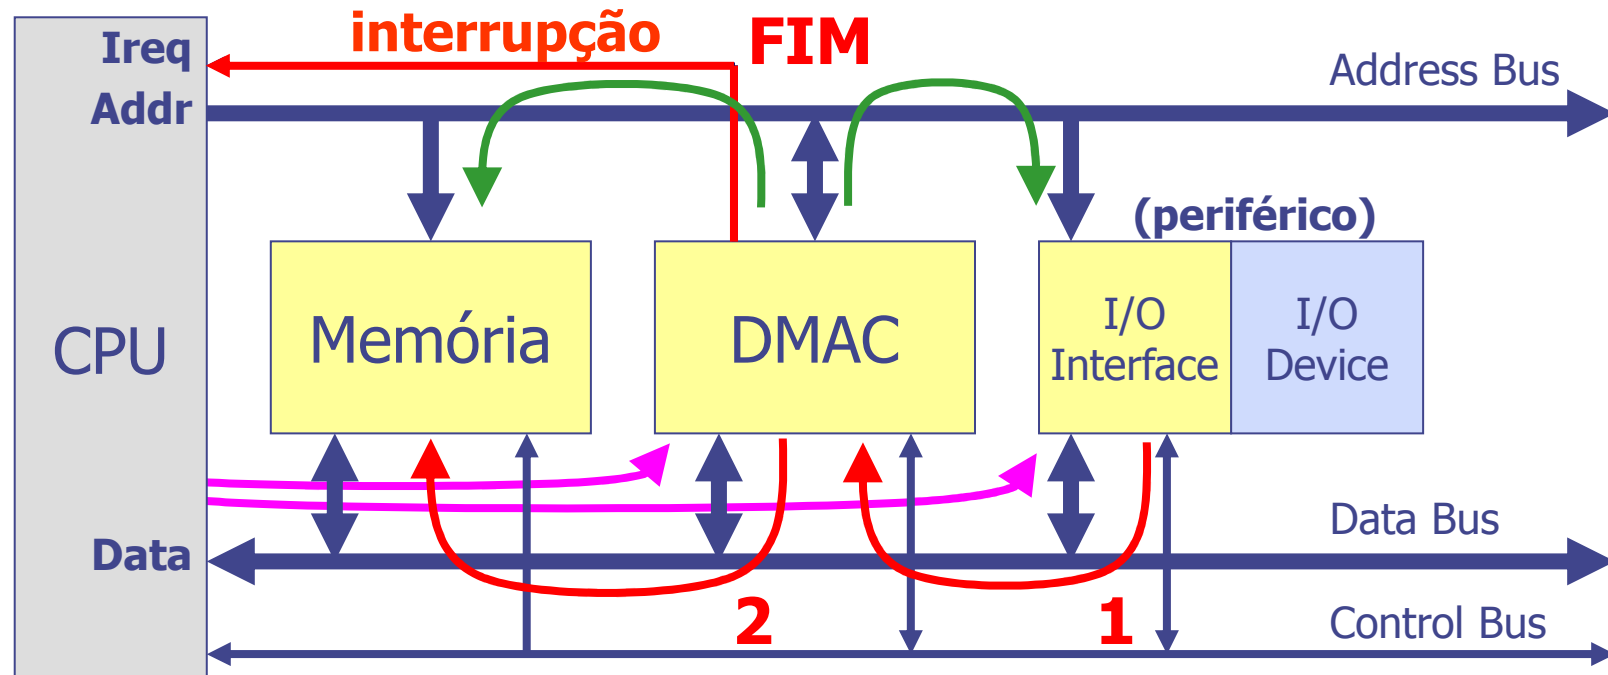 Ireq
interrupção
FIM
Address Bus
Addr
(periférico)
CPU
Memória
DMAC
I/O
Interface
I/O
Device
Data
Data Bus
2
1
Control Bus